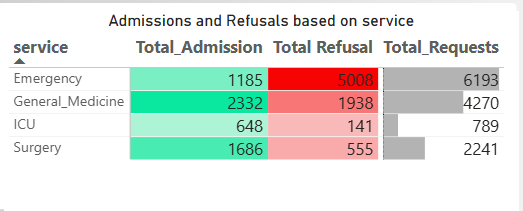 Admissions and Refusals based on service
service Total_Admission Total Refusal Total_Requests
Emergency 1185 5008 6193
General_Medicine 2332 1938 4270
ICU 648 141 789
Surgery 1686 555 2241